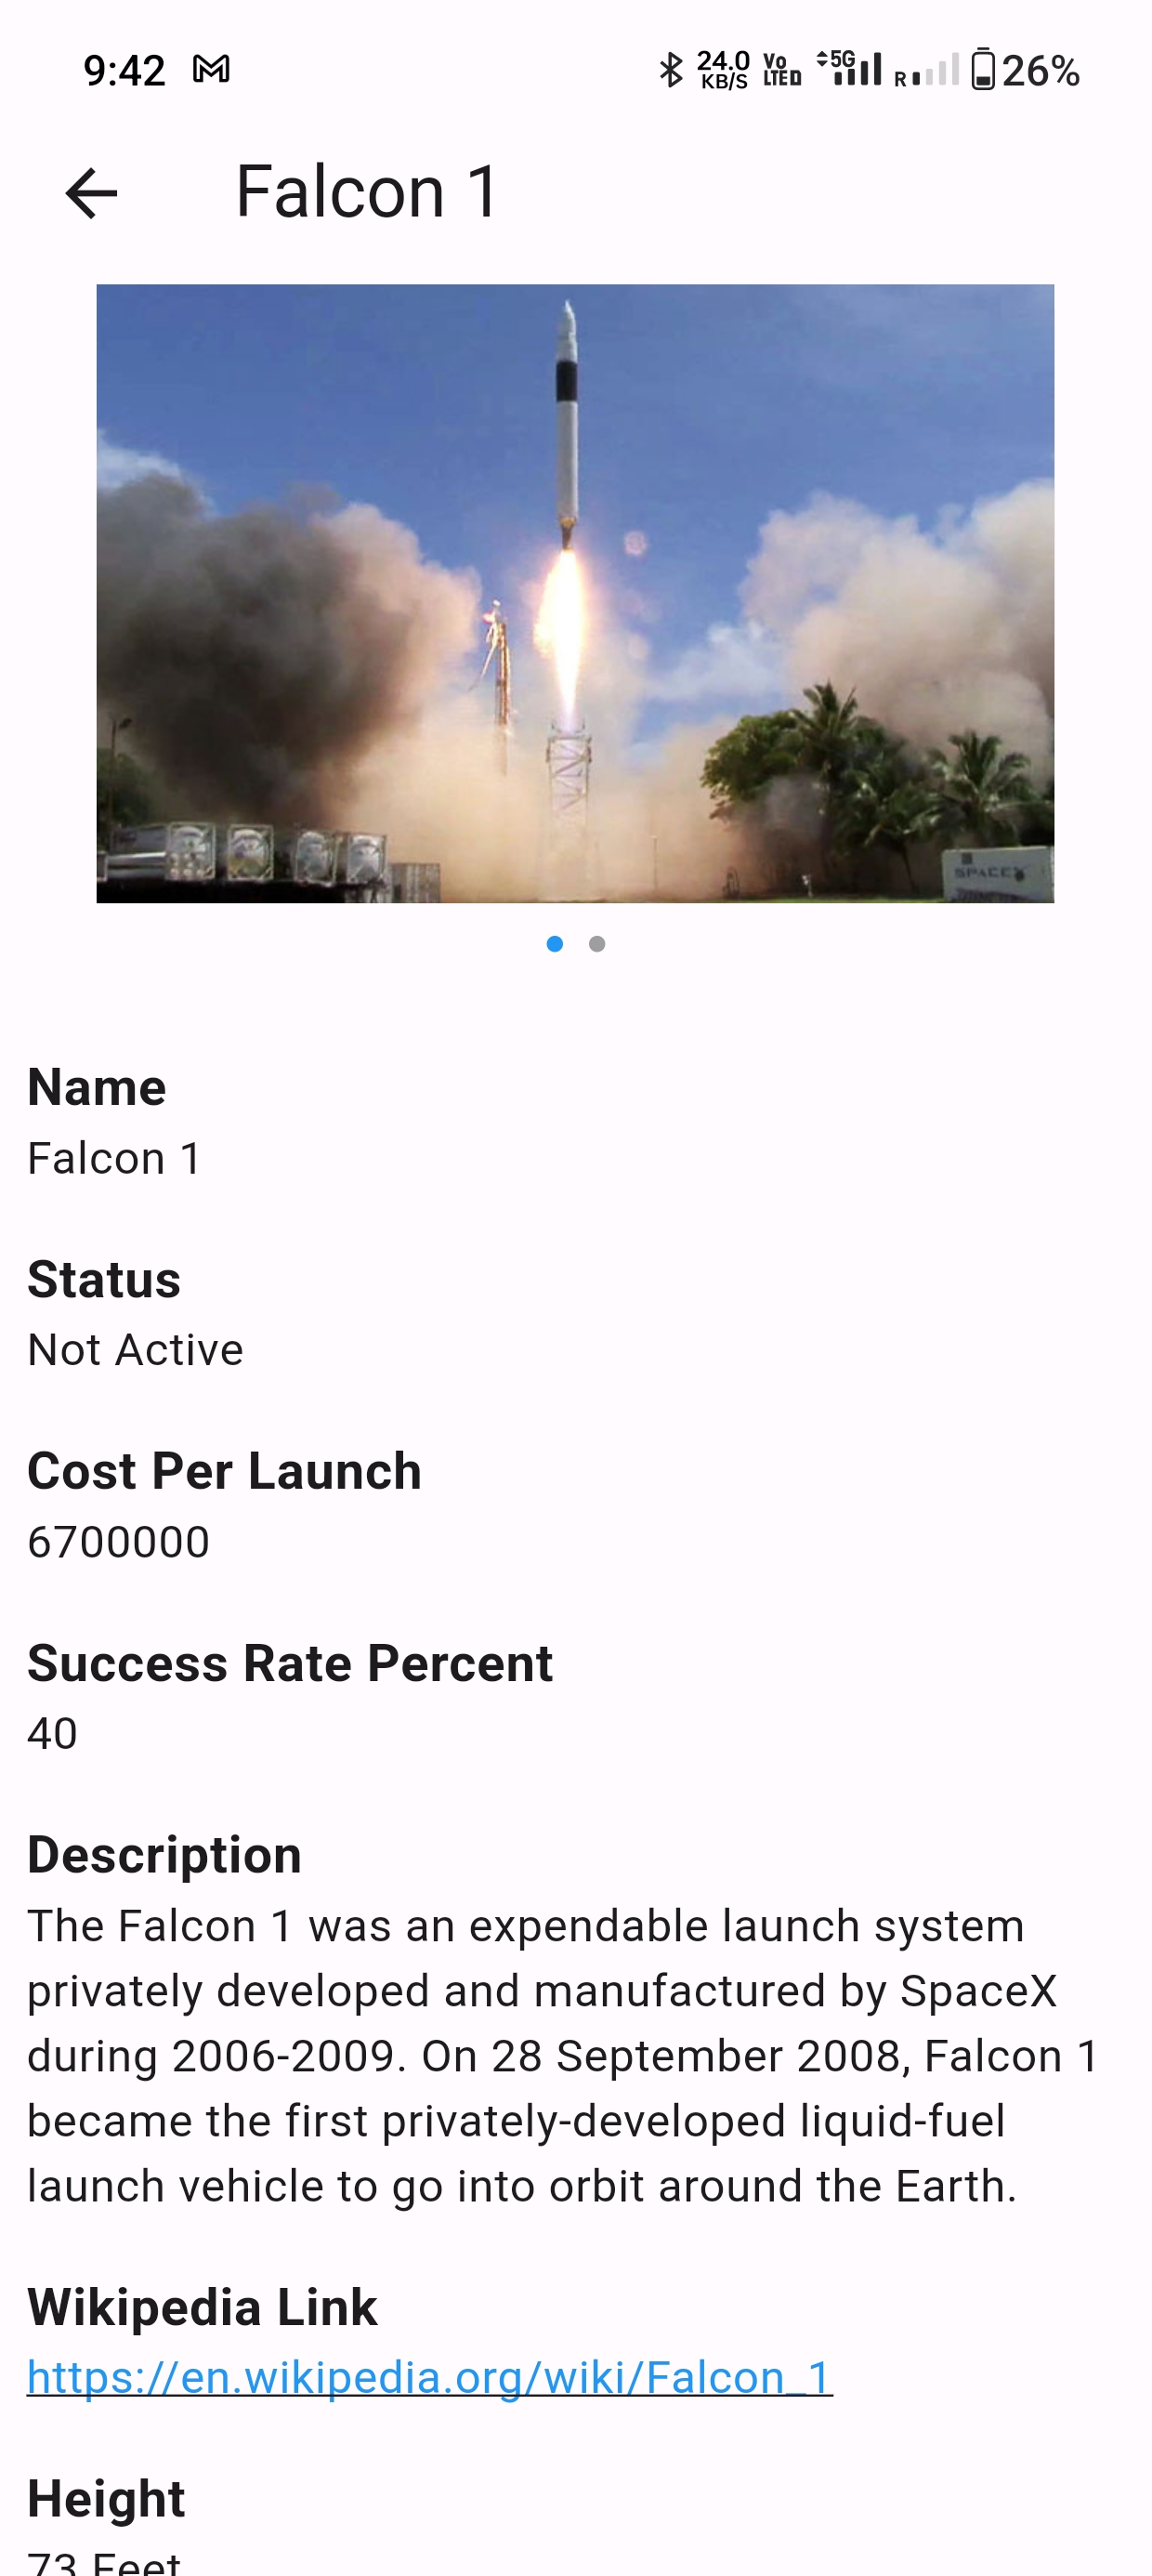 9:42
24.0
KB/S
Vo
LTE
5G
R
26%
Falcon 1
SPACEX
Name
Falcon 1
Status
Not Active
Cost Per Launch
6700000
Success Rate Percent
40
Description
The Falcon 1 was an expendable launch system
privately developed and manufactured by SpaceX
during 2006-2009. On 28 September 2008, Falcon 1
became the first privately-developed liquid-fuel
launch vehicle to go into orbit around the Earth.
Wikipedia Link
https://en.wikipedia.org/wiki/Falcon_1
Height
73 Feet